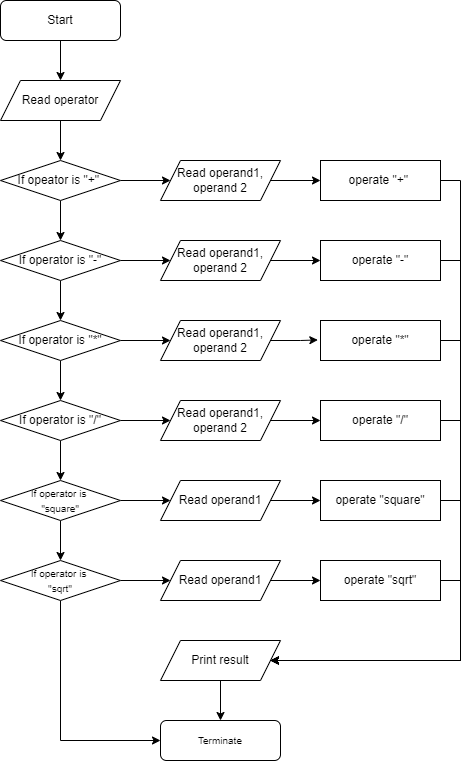 Start
Read operator
If opeator is "+"
Read operand1,
operand 2
operate "+"
If operator is "-"
Read operand1,
operand 2
operate "-"
If operator is "*"
Read operand1,
operand 2
operate "*"
If operator is "/"
Read operand1,
operand 2
operate "/"
If operator is
"square"
Read operand1
operate "square"
If operator is
"sqrt"
Read operand1
operate "sqrt"
Print result
Terminate